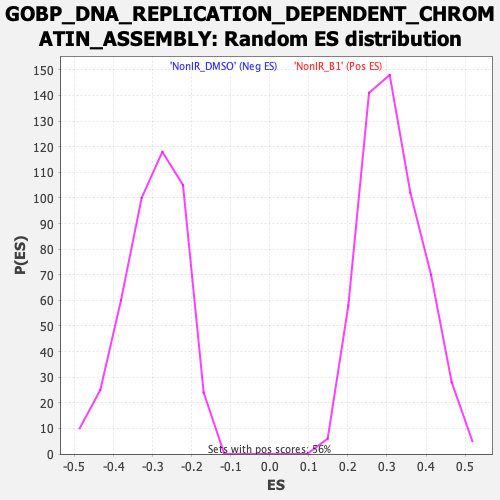 GOBP_DNA_REPLICATION_DEPENDENT_CHROM
ATIN_ASSEMBLY: Random ES distribution
'NonIR_DMSO' (Neg ES) 'NonIR_B1' (Pos ES)
150
140
130
120
110
100
90
80
70
60
50
40
30
20
10
0
P(ES)
Sets with pos scores: 56%
-0.5 -0.4 -0.3 -0.2 -0.1 0.0 0.1 0.2 0.3 0.4 0.5
ES